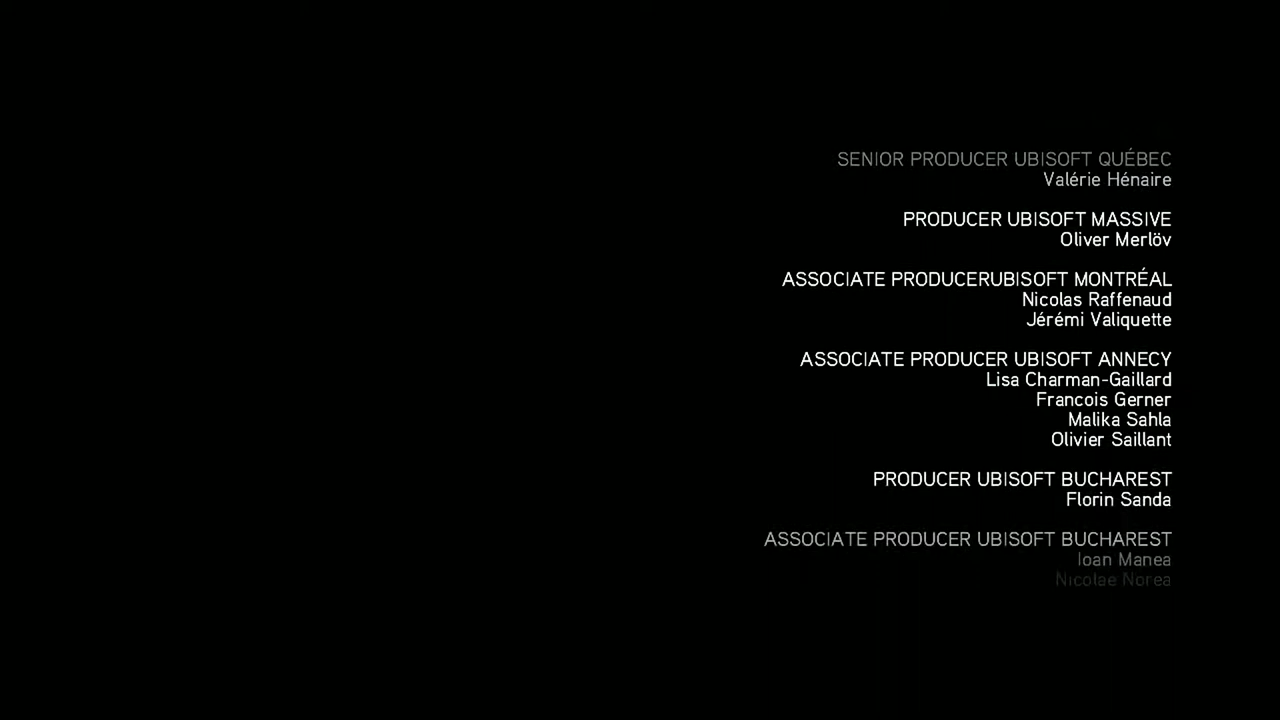 SENIOR PRODUCER UBISOFT QUÉBEC
Valérie Hénaire
PRODUCER UBISOFT MASSIVE
Oliver Merlöv
ASSOCIATE PRODUCERUBISOFT MONTRÉAL
Nicolas Raffenaud
Jérémi Valiquette
ASSOCIATE PRODUCER UBISOFT ANNECY
Lisa Charman-Gaillard
Francois Gerner
Malika Sahla
Olivier Saillant
PRODUCER UBISOFT BUCHAREST
Florin Sanda
ASSOCIATE PRODUCER UBISOFT BUCHAREST
Ioan Manea
Nicolae Norea